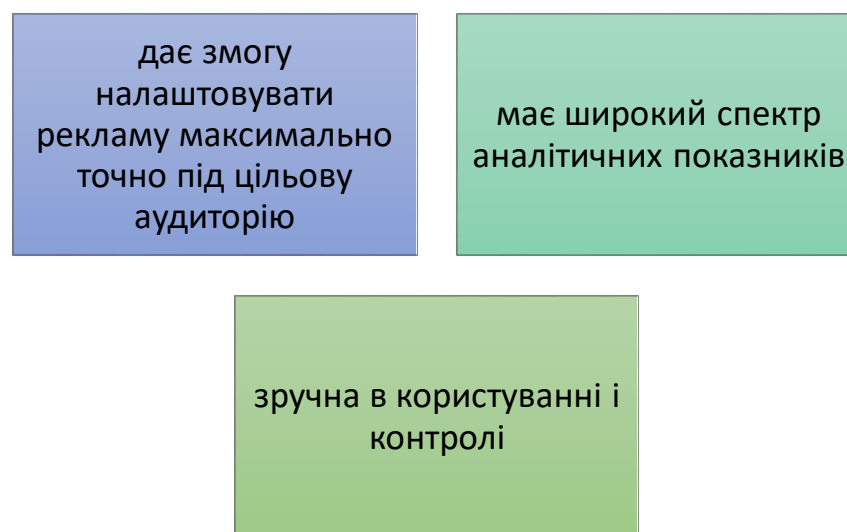 дає змогу
налаштовувати
рекламу максимально
точно під цільову
аудиторію
має широкий спектр
аналітичних показників
зручна в користуванні і
контролі